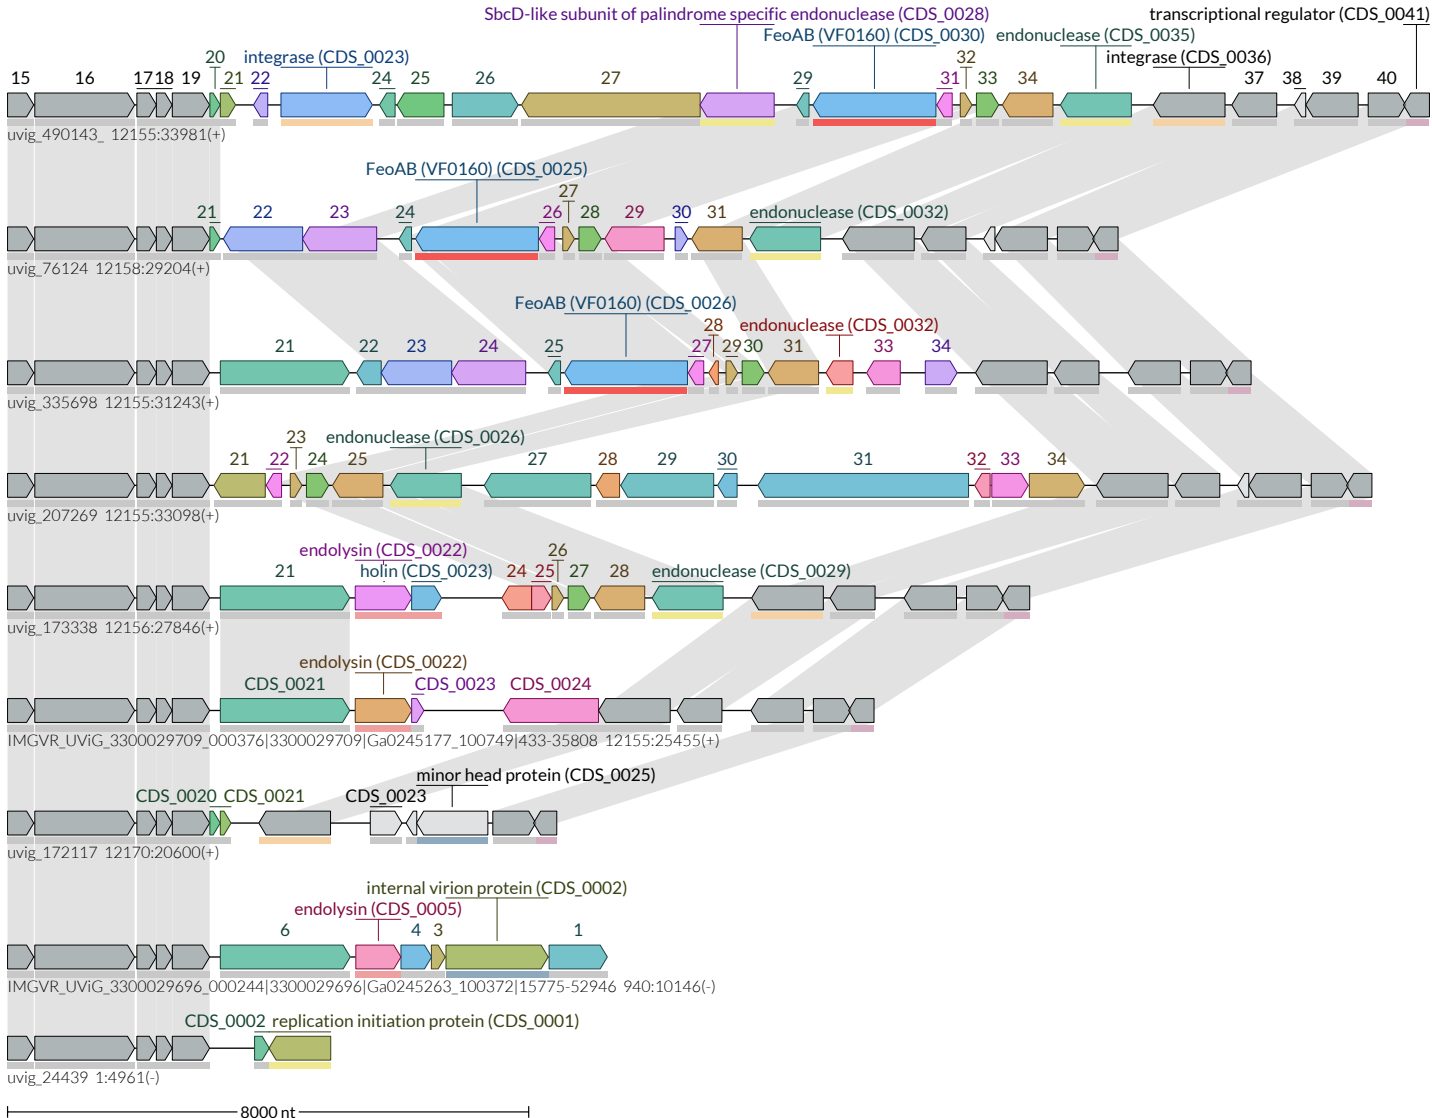 SbcD-like subunit of palindrome specific endonuclease (CDS_0028) transcriptional regulator (CDS_0041)
FeoAB (VF0160) (CDS_0030) endonuclease (CDS_0035)
20 integrase (CDS_0023) 32 integrase (CDS_0036)
15 16 17 18 19 21 22 24 25 26 27 29 31 33 34 37 38 39 40
uvig_490143_ 12155:33981(+)
FeoAB (VF0160) (CDS_0025)
27
21 22 23 24 26 28 29 30 31 endonuclease (CDS_0032)
uvig_76124 12158:29204(+)
FeoAB (VF0160) (CDS_0026)
28 endonuclease (CDS_0032)
21 22 23 24 25 27 29 30 31 33 34
uvig_335698 12155:31243(+)
23 endonuclease (CDS_0026)
21 22 24 25 27 28 29 30 31 32 33 34
uvig_207269 12155:33098(+)
endolysin (CDS_0022) 26
21 holin (CDS_0023) 24 25 27 28 endonuclease (CDS_0029)
uvig_173338 12156:27846(+)
endolysin (CDS_0022)
CDS_0021 CDS_0023 CDS_0024
IMGVR_UViG_3300029709_000376|3300029709|Ga0245177_100749|433-35808 12155:25455(+)
minor head protein (CDS_0025)
CDS_0020 CDS_0021 CDS_0023
uvig_172117 12170:20600(+)
internal virion protein (CDS_0002)
endolysin (CDS_0005)
6 4 3 1
IMGVR_UViG_3300029696_000244|3300029696|Ga0245263_100372|15775-52946 940:10146(-)
CDS_0002 replication initiation protein (CDS_0001)
uvig_24439 1:4961(-)
8000 nt